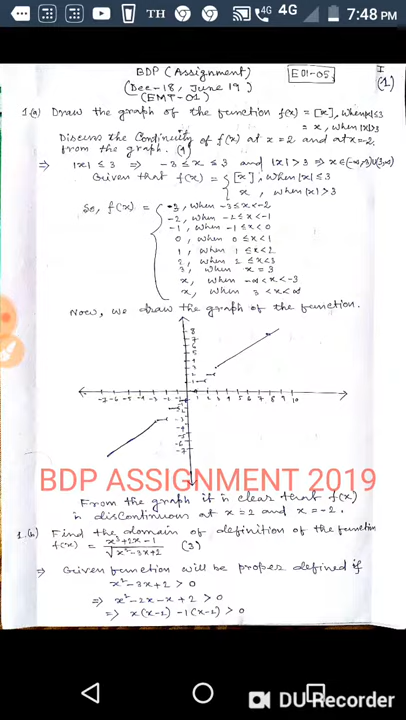 TH
4G
4G
7:48 PM
BDP (Assignment)
E01-05
I
(1)
(Dec-18, June 19)
(EMT-01)
1.(a) Draw the graph of the function f(x) = [x], when |x| ≤ 3
= x, when |x| > 3
Discuss the Continuity of f(x) at x = 2 and at x = -2.
from the graph. (4)
⇒ |x| ≤ 3 ⇒ -3 ≤ x ≤ 3 and |x| > 3 ⇒ x ∈ (-∞,3)∪(3,∞)
Given that f(x) = { [x], when |x| ≤ 3
x, when |x| > 3
So, f(x) = { -3, when -3 ≤ x < -2
-2, when -2 ≤ x < -1
-1, when -1 ≤ x < 0
0, when 0 ≤ x < 1
1, when 1 ≤ x < 2
2, when 2 ≤ x < 3
3, when x = 3
x, when -∞ < x < -3
x, when 3 < x < ∞
Now, we draw the graph of the function.
BDP ASSIGNMENT 2019
From the graph it is clear that f(x)
is discontinuous at x = 2 and x = -2.
1.(b) Find the domain of definition of the function
f(x) = x³+2x-1 / √(x²-3x+2) (3)
⇒ Given function will be proper defined if
x²-3x+2 > 0
⇒ x²-2x-x+2 > 0
⇒ x(x-2) -1(x-2) > 0
DU Recorder